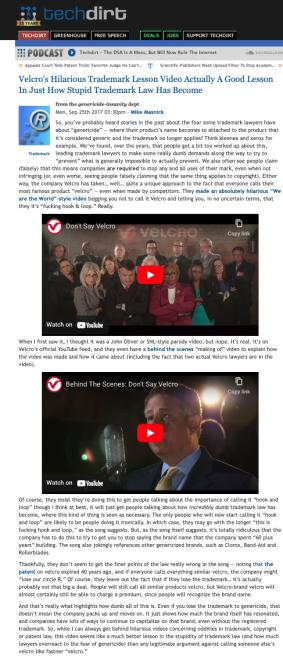 techdirt
25 YEARS
TECHDIRT
GREENHOUSE
FREE SPEECH
DEALS
JOBS
SUPPORT TECHDIRT
PODCAST
Techdirt - The DSA Is A Mess, But Will Now Rule The Internet
Appeals Court Tells Patent Trolls' Favorite Judge He Can't...
Scientific Publishers Want Upload Filter To Stop Academ...
Velcro's Hilarious Trademark Lesson Video Actually A Good Lesson
In Just How Stupid Trademark Law Has Become
from the genericide-insanity dept
Mon, Sep 25th 2017 03:30pm - Mike Masnick
Trademark
So, you've probably heard stories in the past about the fear some trademark lawyers have
about "genericide" — where their product's name becomes so attached to the product that
it's considered generic and the trademark no longer applies? Think kleenex and xerox for
example. We've found, over the years, that people get a bit too worked up about this,
leading trademark lawyers to make some really dumb demands along the way to try to
"prevent" what is generally impossible to actually prevent. We also often see people claim
(falsely) that this means companies are required to stop any and all uses of their mark, even when not
infringing (or, even worse, seeing people falsely claiming that the same thing applies to copyright). Either
way, the company Velcro has taken... well... quite a unique approach to the fact that everyone calls their
most famous product "velcro" — even when made by competitors. They made an absolutely hilarious "We
are the World"-style video begging you not to call it Velcro and telling you, in no uncertain terms, that
they it's "fucking hook & loop." Really.
Don't Say Velcro
Copy link
Watch on YouTube
When I first saw it, I thought it was a John Oliver or SNL-style parody video, but nope. It's real. It's on
Velcro's official YouTube feed, and they even have a behind the scenes "making of" video to explain how
the video was made and how it came about (including the fact that two actual Velcro lawyers are in the
video).
Behind The Scenes: Don't Say Velcro
Copy link
Watch on YouTube
Of course, they insist they're doing this to get people talking about the importance of calling it "hook and
loop" though I think at best, it will just get people talking about how incredibly dumb trademark law has
become, where this kind of thing is seen as necessary. The only people who will now start calling it "hook
and loop" are likely to be people doing it ironically. In which case, they may go with the longer "this is
fucking hook and loop," as the song suggests. But, as the song itself suggests, it's totally ridiculous that the
company has to do this to try to get you to stop saying the brand name that the company spent "60 plus
years" building. The song also jokingly references other genericized brands, such as Clorox, Band-Aid and
Rollerblades.
Thankfully, they don't seem to get the finer points of the law really wrong in the song — noting that the
patent on velcro expired 40 years ago, and if everyone calls everything similar velcro, the company might
"lose our circle R." Of course, they leave out the fact that if they lose the trademark... it's actually
probably not that big a deal. People will still call all similar products velcro, but Velcro-brand velcro will
almost certainly still be able to charge a premium, since people will recognize the brand name.
And that's really what highlights how dumb all of this is. Even if you lose the trademark to genericide, that
doesn't mean the company packs up and moves on. It just shows how much the brand itself has resonated,
and companies have lots of ways to continue to capitalize on that brand, even without the registered
trademark. So, while I can always get behind hilarious videos concerning oddities in trademark, copyright
or patent law, this video seems like a much better lesson in the stupidity of trademark law (and how much
lawyers overreact to the fear of genericide) than any legitimate argument against calling someone else's
velcro-like fastener "velcro."